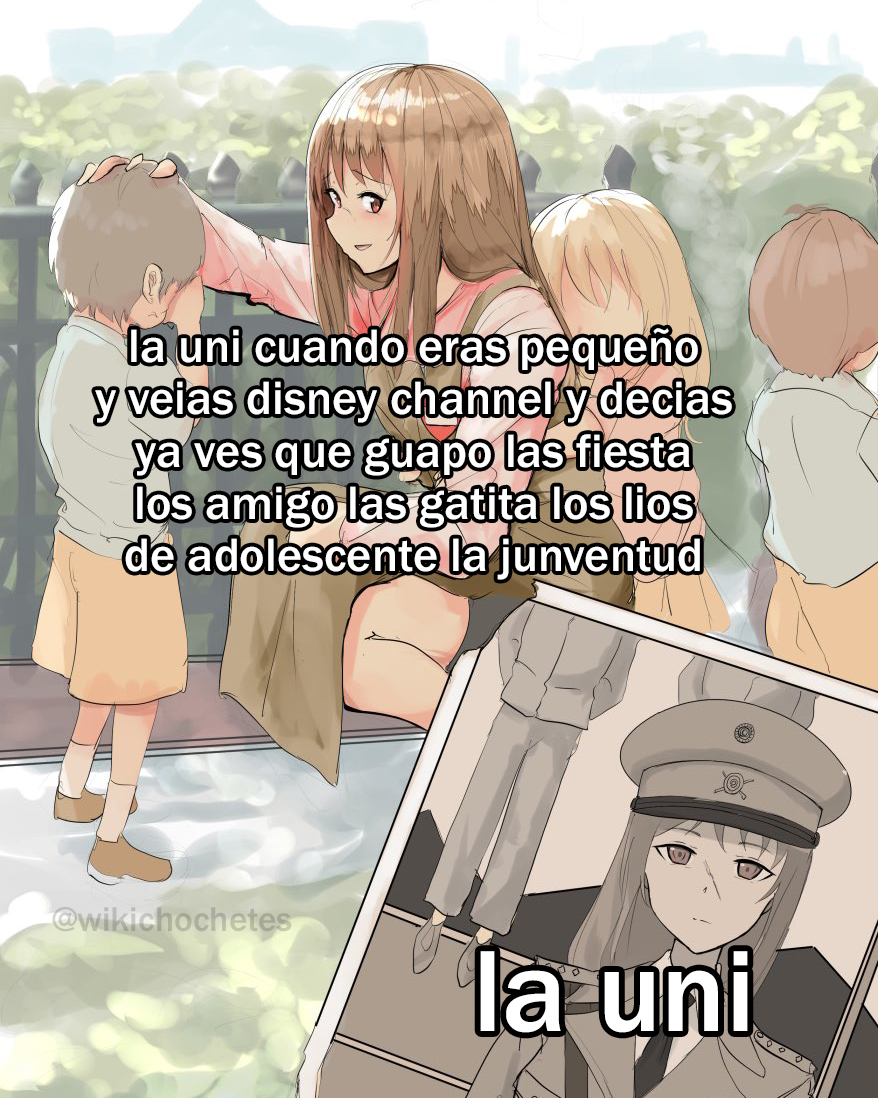 la uni cuando eras pequeño
y veias disney channel y decias
ya ves que guapo las fiesta
los amigo las gatita los lios
de adolescente la junventud
@wikichochetes
la uni